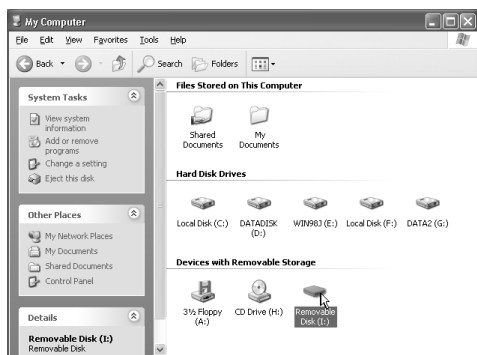 My Computer
File Edit View Favorites Tools Help
Back Search Folders
System Tasks
View system
information
Add or remove
programs
Change a setting
Eject this disk
Other Places
My Network Places
My Documents
Shared Documents
Control Panel
Details
Removable Disk (I:)
Removable Disk
Files Stored on This Computer
Shared
Documents
My
Documents
Hard Disk Drives
Local Disk (C:)
DATADISK
(D:)
WIN98J (E:)
Local Disk (F:)
DATA2 (G:)
Devices with Removable Storage
3½ Floppy
(A:)
CD Drive (H:)
Removable
Disk (I:)